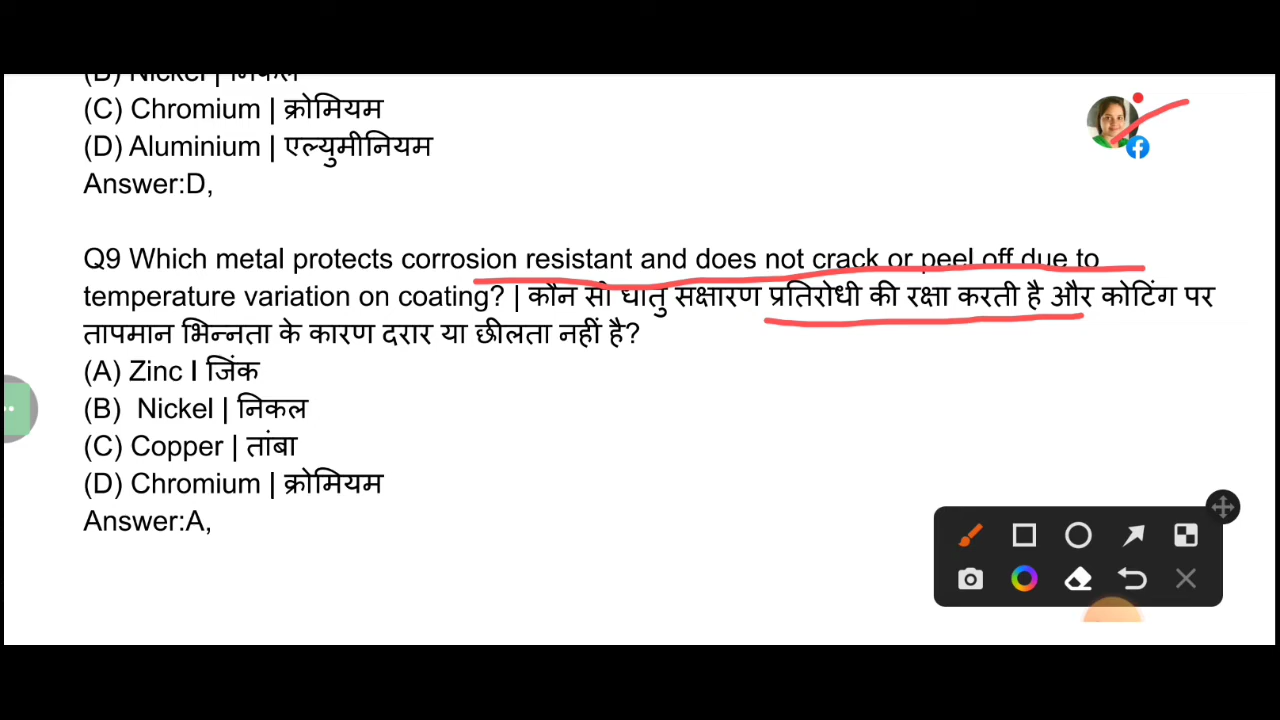 (B) Nickel | निकल
(C) Chromium | क्रोमियम
(D) Aluminium | एल्युमीनियम
Answer:D,
Q9 Which metal protects corrosion resistant and does not crack or peel off due to
temperature variation on coating? | कौन सी धातु संक्षारण प्रतिरोधी की रक्षा करती है और कोटिंग पर
तापमान भिन्नता के कारण दरार या छीलता नहीं है?
(A) Zinc I जिंक
(B) Nickel | निकल
(C) Copper | तांबा
(D) Chromium | क्रोमियम
Answer:A,